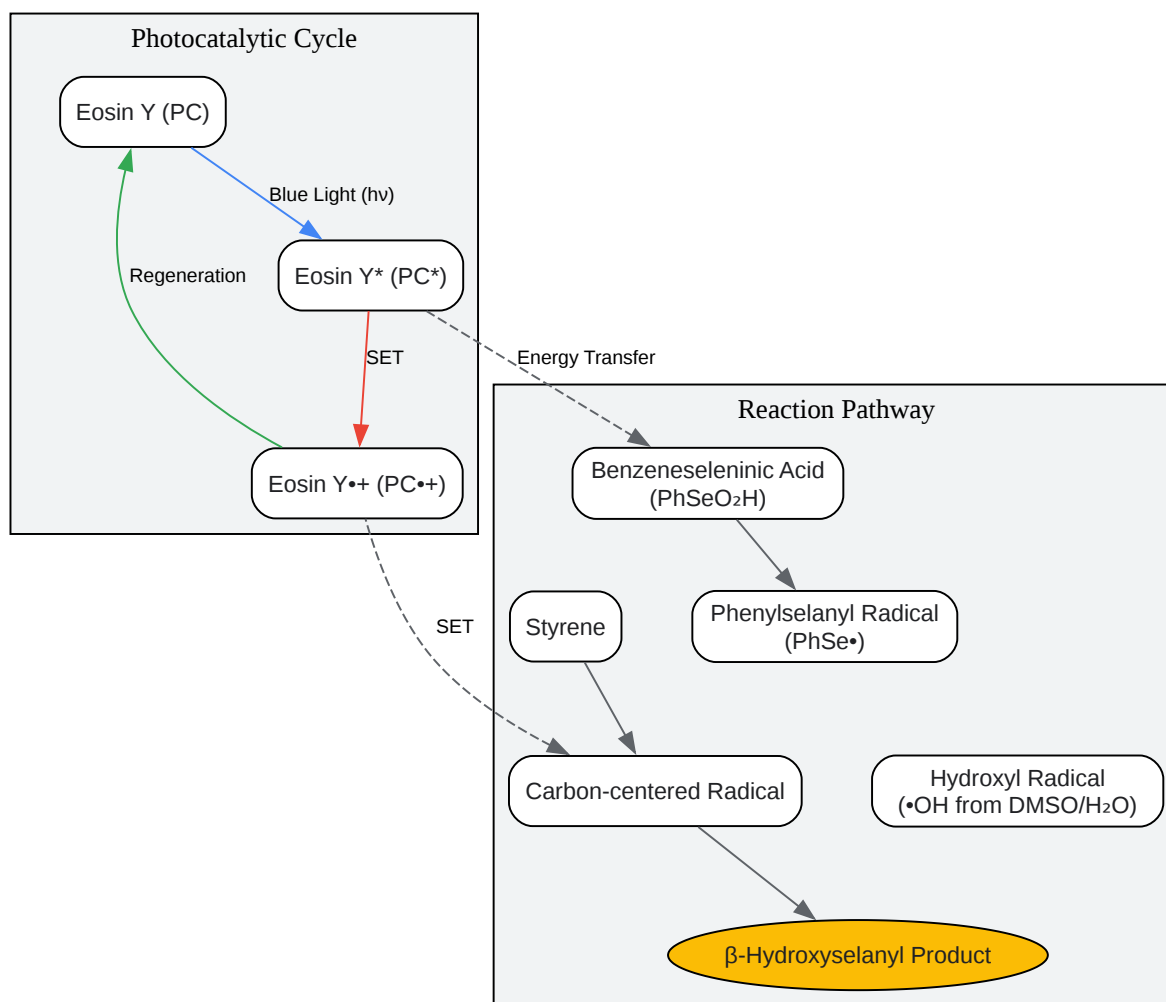 Photocatalytic Cycle
Eosin Y (PC)
Blue Light (hν)
Eosin Y* (PC*)
Regeneration
SET
Energy Transfer
Eosin Y•+ (PC•+)
Reaction Pathway
Benzeneseleninic Acid
(PhSeO₂H)
SET
Styrene
Phenylselanyl Radical
(PhSe•)
Carbon-centered Radical
Hydroxyl Radical
(•OH from DMSO/H₂O)
β-Hydroxyselanyl Product